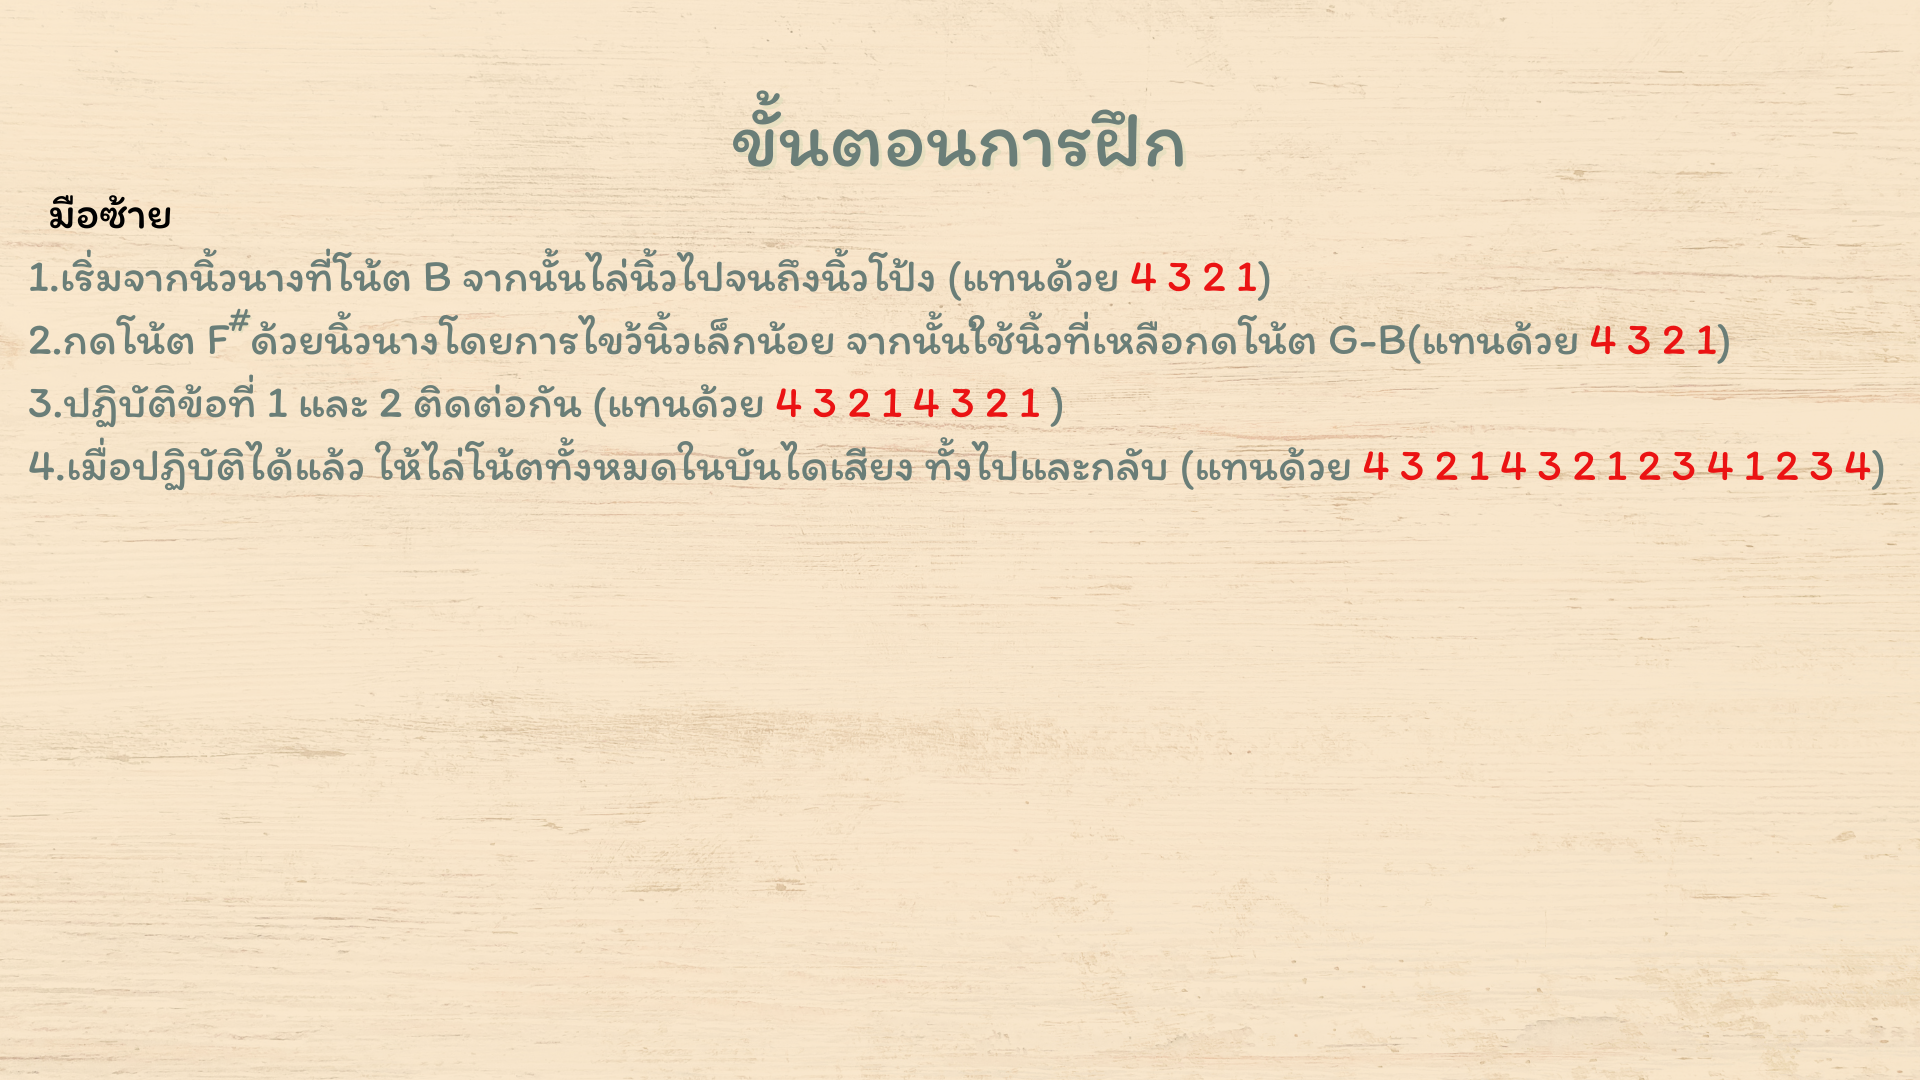 ขั้นตอนการฝึก
มือซ้าย
1.เริ่มจากนิ้วนางที่โน้ต B จากนั้นไล่นิ้วไปจนถึงนิ้วโป้ง (แทนด้วย 4 3 2 1)
2.กดโน้ต F# ด้วยนิ้วนางโดยการไขว้นิ้วเล็กน้อย จากนั้นใช้นิ้วที่เหลือกดโน้ต G-B(แทนด้วย 4 3 2 1)
3.ปฏิบัติข้อที่ 1 และ 2 ติดต่อกัน (แทนด้วย 4 3 2 1 4 3 2 1 )
4.เมื่อปฏิบัติได้แล้ว ให้ไล่โน้ตทั้งหมดในบันไดเสียง ทั้งไปและกลับ (แทนด้วย 4 3 2 1 4 3 2 1 2 3 4 1 2 3 4)